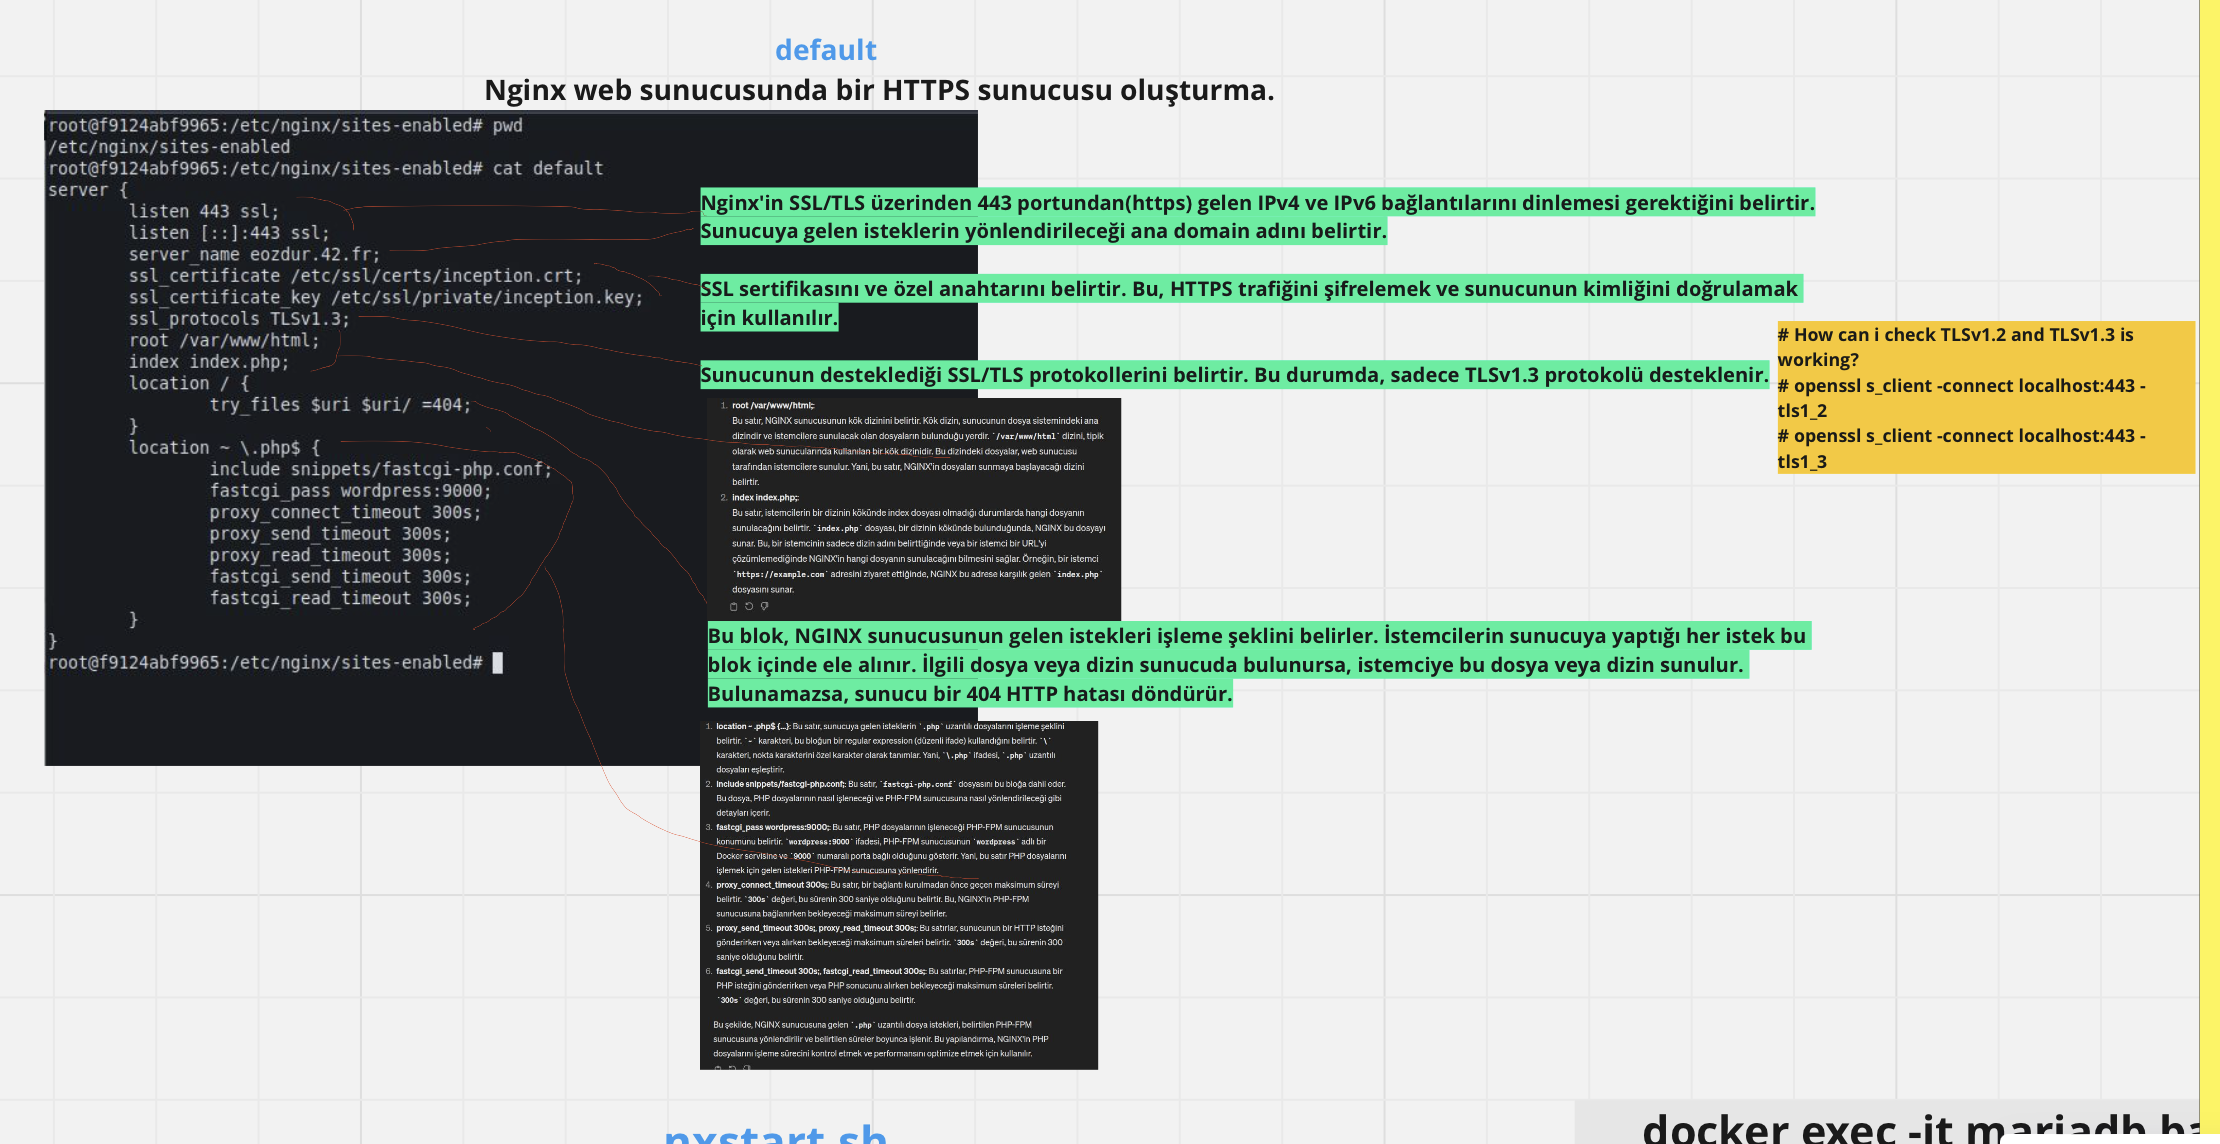 default
Nginx web sunucusunda bir HTTPS sunucusu oluşturma.
root@f9124abf9965:/etc/nginx/sites-enabled# pwd
/etc/nginx/sites-enabled
root@f9124abf9965:/etc/nginx/sites-enabled# cat default
server {
listen 443 ssl;
listen [::]:443 ssl;
server_name eozdur.42.fr;
ssl_certificate /etc/ssl/certs/inception.crt;
ssl_certificate_key /etc/ssl/private/inception.key;
ssl_protocols TLSv1.3;
root /var/www/html;
index index.php;
location / {
try_files $uri $uri/ =404;
}
location ~ \.php$ {
include snippets/fastcgi-php.conf;
fastcgi_pass wordpress:9000;
proxy_connect_timeout 300s;
proxy_send_timeout 300s;
proxy_read_timeout 300s;
fastcgi_send_timeout 300s;
fastcgi_read_timeout 300s;
}
}
root@f9124abf9965:/etc/nginx/sites-enabled#
Nginx'in SSL/TLS üzerinden 443 portundan(https) gelen IPv4 ve IPv6 bağlantılarını dinlemesi gerektiğini belirtir.
Sunucuya gelen isteklerin yönlendirileceği ana domain adını belirtir.
SSL sertifikasını ve özel anahtarını belirtir. Bu, HTTPS trafiğini şifrelemek ve sunucunun kimliğini doğrulamak
için kullanılır.
Sunucunun desteklediği SSL/TLS protokollerini belirtir. Bu durumda, sadece TLSv1.3 protokolü desteklenir.
# How can i check TLSv1.2 and TLSv1.3 is
working?
# openssl s_client -connect localhost:443 -
tls1_2
# openssl s_client -connect localhost:443 -
tls1_3
1. root /var/www/html;:
Bu satır, NGINX sunucusunun kök dizinini belirtir. Kök dizin, sunucunun dosya sistemindeki ana
dizindir ve istemcilere sunulacak olan dosyaların bulunduğu yerdir. `/var/www/html` dizini, tipik
olarak web sunucularında kullanılan bir kök dizinidir. Bu dizindeki dosyalar, web sunucusu
tarafından istemcilere sunulur. Yani, bu satır, NGINX'in dosyaları sunmaya başlayacağı dizini
belirtir.
2. index index.php;:
Bu satır, istemcilerin bir dizinin kökünde index dosyası olmadığı durumlarda hangi dosyanın
sunulacağını belirtir. `index.php` dosyası, bir dizinin kökünde bulunduğunda, NGINX bu dosyayı
sunar. Bu, bir istemcinin sadece dizin adını belirttiğinde veya bir istemci bir URL'yi
çözümlemediğinde NGINX'in hangi dosyanın sunulacağını bilmesini sağlar. Örneğin, bir istemci
`https://example.com` adresini ziyaret ettiğinde, NGINX bu adrese karşılık gelen `index.php`
dosyasını sunar.
Bu blok, NGINX sunucusunun gelen istekleri işleme şeklini belirler. İstemcilerin sunucuya yaptığı her istek bu
blok içinde ele alınır. İlgili dosya veya dizin sunucuda bulunursa, istemciye bu dosya veya dizin sunulur.
Bulunamazsa, sunucu bir 404 HTTP hatası döndürür.
1. location ~ .php$ {...}: Bu satır, sunucuya gelen isteklerin `.php` uzantılı dosyalarını işleme şeklini
belirtir. `~` karakteri, bu bloğun bir regular expression (düzenli ifade) kullandığını belirtir. `\`
karakteri, nokta karakterini özel karakter olarak tanımlar. Yani, `\.php` ifadesi, `.php` uzantılı
dosyaları eşleştirir.
2. include snippets/fastcgi-php.conf;: Bu satır, `fastcgi-php.conf` dosyasını bu bloğa dahil eder.
Bu dosya, PHP dosyalarının nasıl işleneceği ve PHP-FPM sunucusuna nasıl yönlendirileceği gibi
detayları içerir.
3. fastcgi_pass wordpress:9000;: Bu satır, PHP dosyalarının işleneceği PHP-FPM sunucusunun
konumunu belirtir. `wordpress:9000` ifadesi, PHP-FPM sunucusunun `wordpress` adlı bir
Docker servisine ve `9000` numaralı porta bağlı olduğunu gösterir. Yani, bu satır PHP dosyalarını
işlemek için gelen istekleri PHP-FPM sunucusuna yönlendirir.
4. proxy_connect_timeout 300s;: Bu satır, bir bağlantı kurulmadan önce geçen maksimum süreyi
belirtir. `300s` değeri, bu sürenin 300 saniye olduğunu belirtir. Bu, NGINX'in PHP-FPM
sunucusuna bağlanırken bekleyeceği maksimum süreyi belirler.
5. proxy_send_timeout 300s;, proxy_read_timeout 300s;: Bu satırlar, sunucunun bir HTTP isteğini
gönderirken veya alırken bekleyeceği maksimum süreleri belirtir. `300s` değeri, bu sürenin 300
saniye olduğunu belirtir.
6. fastcgi_send_timeout 300s;, fastcgi_read_timeout 300s;: Bu satırlar, PHP-FPM sunucusuna bir
PHP isteğini gönderirken veya PHP sonucunu alırken bekleyeceği maksimum süreleri belirtir.
`300s` değeri, bu sürenin 300 saniye olduğunu belirtir.
Bu şekilde, NGINX sunucusuna gelen `.php` uzantılı dosya istekleri, belirtilen PHP-FPM
sunucusuna yönlendirilir ve belirtilen süreler boyunca işlenir. Bu yapılandırma, NGINX'in PHP
dosyalarını işleme sürecini kontrol etmek ve performansını optimize etmek için kullanılır.
nxstart.sh
docker exec -it mariadb ba